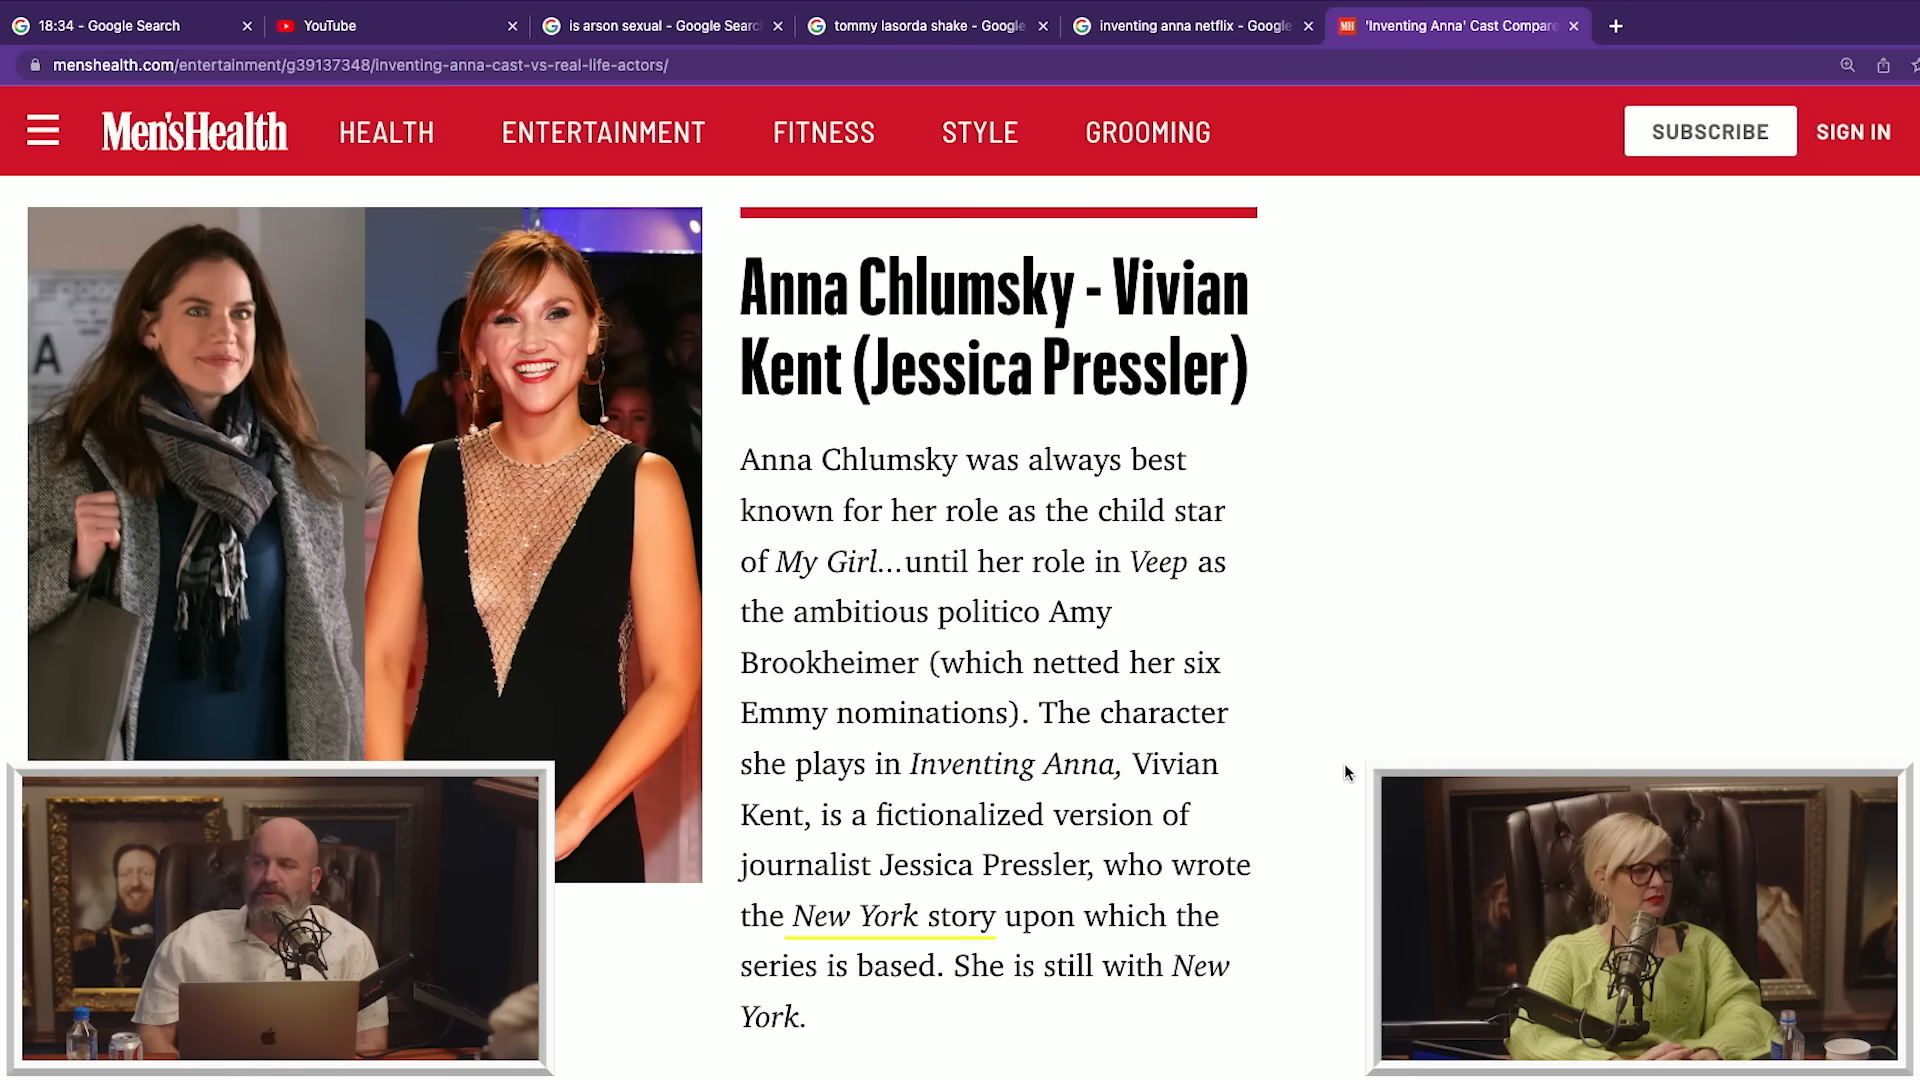 18:34 - Google Search
YouTube
is arson sexual - Google Searc
tommy lasorda shake - Google
inventing anna netflix - Google
MH
'Inventing Anna' Cast Compare
menshealth.com/entertainment/g39137348/inventing-anna-cast-vs-real-life-actors/
Men'sHealth
HEALTH
ENTERTAINMENT
FITNESS
STYLE
GROOMING
SUBSCRIBE
SIGN IN
A
Anna Chlumsky - Vivian
Kent (Jessica Pressler)
Anna Chlumsky was always best
known for her role as the child star
of My Girl...until her role in Veep as
the ambitious politico Amy
Brookheimer (which netted her six
Emmy nominations). The character
she plays in Inventing Anna, Vivian
Kent, is a fictionalized version of
journalist Jessica Pressler, who wrote
the New York story upon which the
series is based. She is still with New
York.